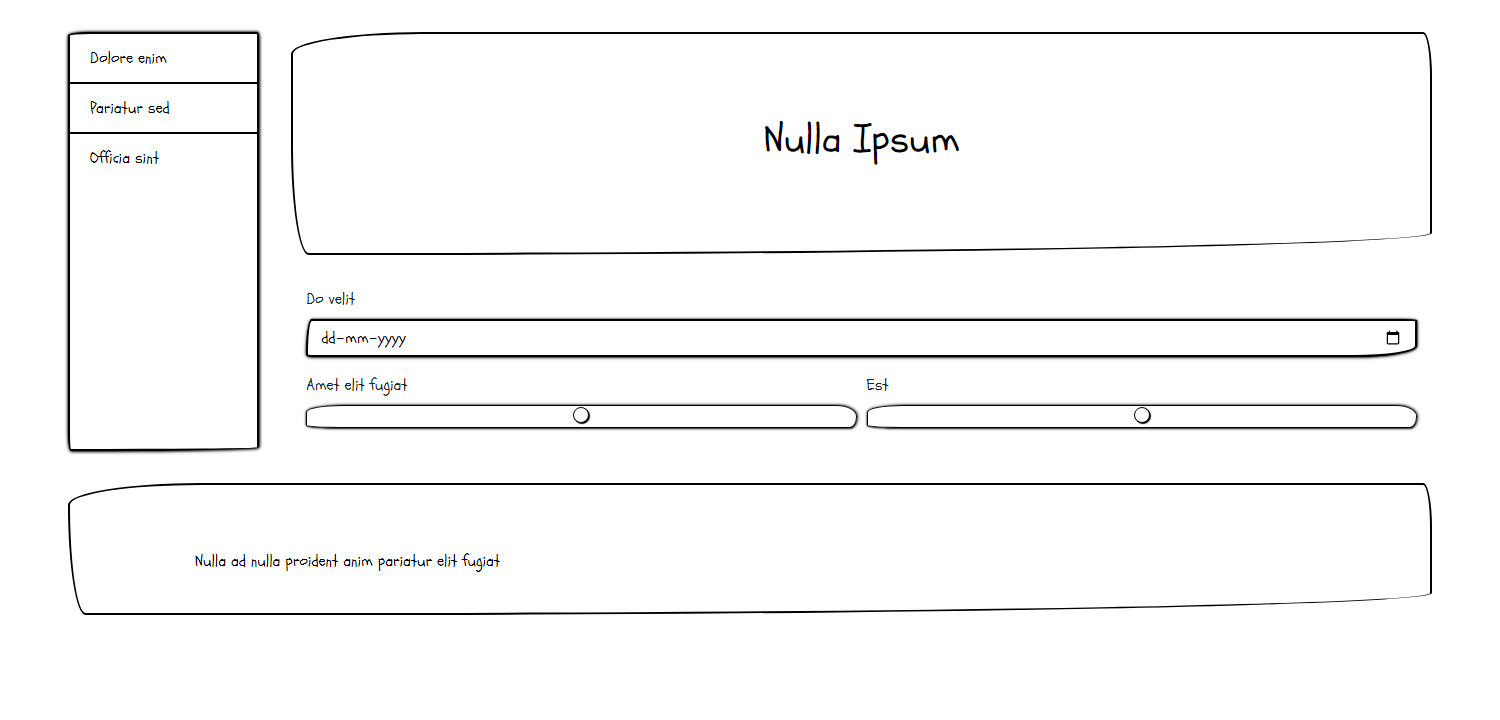 Dolore enim
Pariatur sed
Officia sint
Nulla Ipsum
Do velit
dd-mm-yyyy
Amet elit fugiat
Est
Nulla ad nulla proident anim pariatur elit fugiat